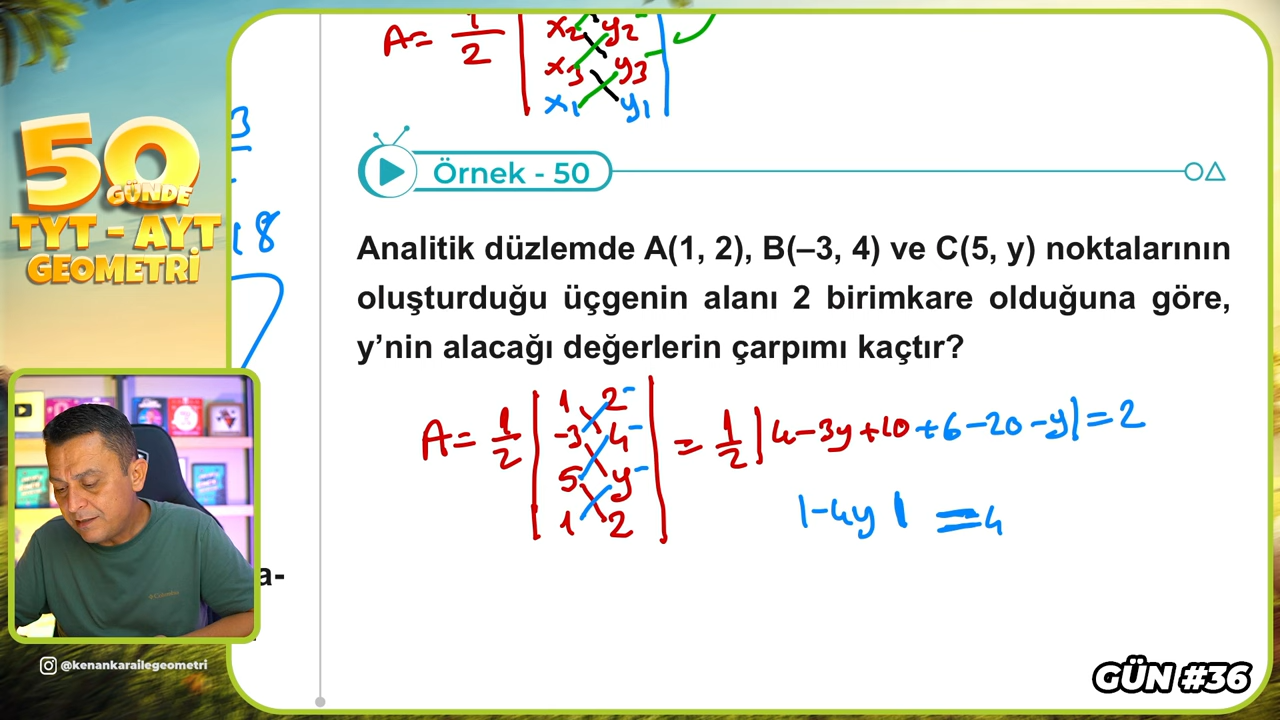 A= 1/2 | x2 y2
x3 y3
x1 y1 |
3
18
50
GÜNDE
TYT - AYT
GEOMETRİ
Örnek - 50
Analitik düzlemde A(1, 2), B(–3, 4) ve C(5, y) noktalarının
oluşturduğu üçgenin alanı 2 birimkare olduğuna göre,
y’nin alacağı değerlerin çarpımı kaçtır?
A= 1/2 | 1 2-
-3 4-
5 y-
1 2 | = 1/2 |4-3y+10+6-20-y|=2
|-4y | =4
a-
@kenankarailegeometri
GÜN #36